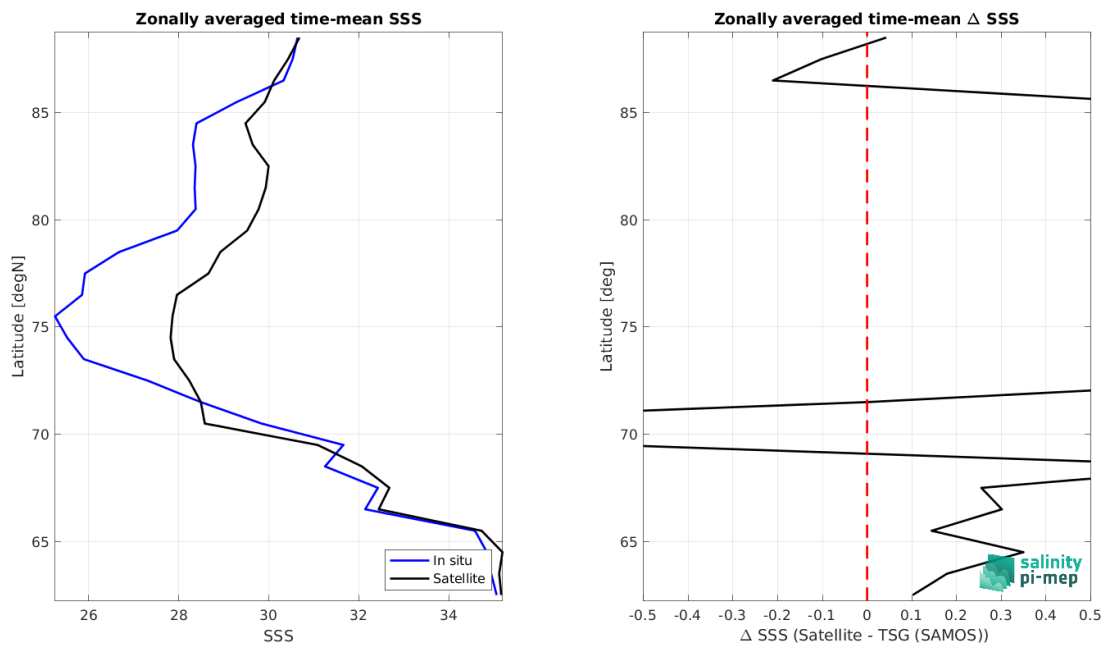 Zonally averaged time-mean SSS
85
80
75
70
65
Latitude [degN]
26 28 30 32 34
SSS
In situ
Satellite
Zonally averaged time-mean Δ SSS
85
80
75
70
65
Latitude [deg]
-0.5 -0.4 -0.3 -0.2 -0.1 0 0.1 0.2 0.3 0.4 0.5
Δ SSS (Satellite - TSG (SAMOS))
salinity
pi-mep